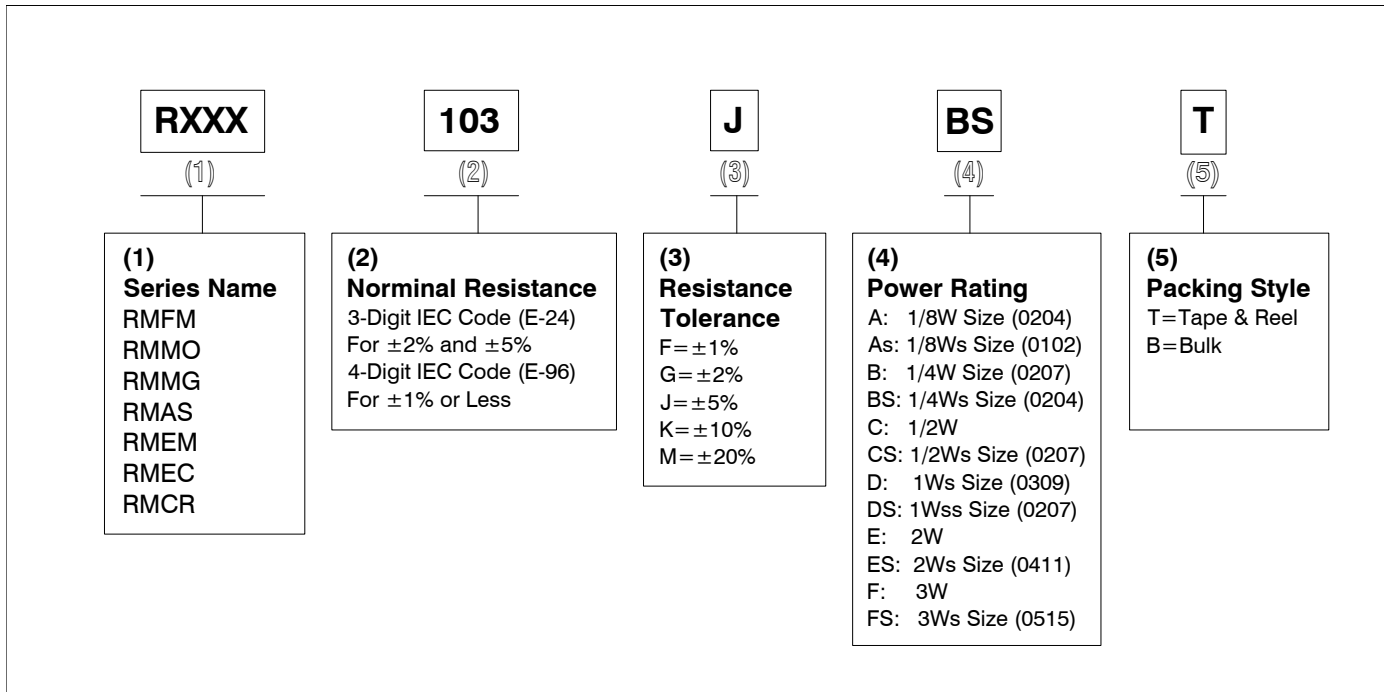 RXXX 103 J BS T
(1) (2) (3) (4) (5)
(1)
Series Name
RMFM
RMMO
RMMG
RMAS
RMEM
RMEC
RMCR
(2)
Norminal Resistance
3-Digit IEC Code (E-24)
For ±2% and ±5%
4-Digit IEC Code (E-96)
For ±1% or Less
(3)
Resistance
Tolerance
F=±1%
G=±2%
J=±5%
K=±10%
M=±20%
(4)
Power Rating
A: 1/8W Size (0204)
As: 1/8Ws Size (0102)
B: 1/4W Size (0207)
BS: 1/4Ws Size (0204)
C: 1/2W
CS: 1/2Ws Size (0207)
D: 1Ws Size (0309)
DS: 1Wss Size (0207)
E: 2W
ES: 2Ws Size (0411)
F: 3W
FS: 3Ws Size (0515)
(5)
Packing Style
T=Tape & Reel
B=Bulk